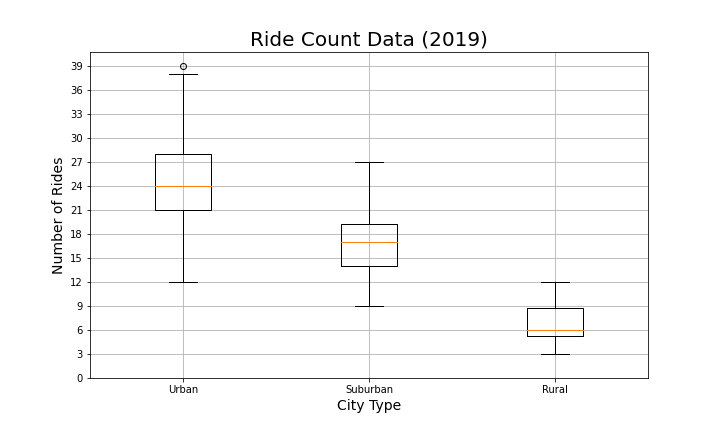 Ride Count Data (2019)
Number of Rides
39
36
33
30
27
24
21
18
15
12
9
6
3
0
Urban
Suburban
Rural
City Type